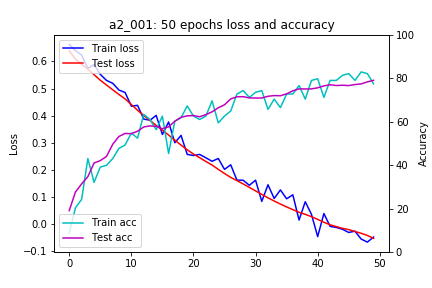 a2_001: 50 epochs loss and accuracy
Train loss
Test loss
Train acc
Test acc
Loss
0.6
0.5
0.4
0.3
0.2
0.1
0.0
−0.1
Accuracy
100
80
60
40
20
0
0 10 20 30 40 50